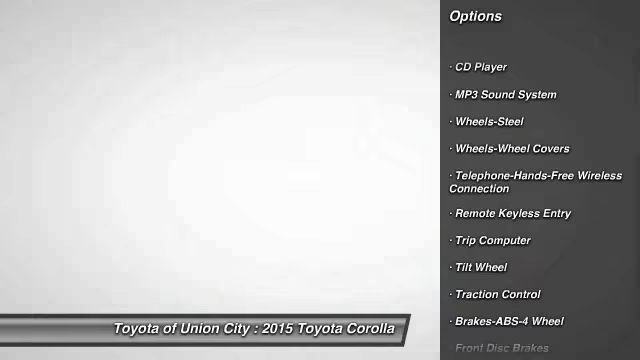 Options
· CD Player
· MP3 Sound System
· Wheels-Steel
· Wheels-Wheel Covers
· Telephone-Hands-Free Wireless
Connection
· Remote Keyless Entry
· Trip Computer
· Tilt Wheel
· Traction Control
· Brakes-ABS-4 Wheel
· Front Disc Brakes
Toyota of Union City : 2015 Toyota Corolla